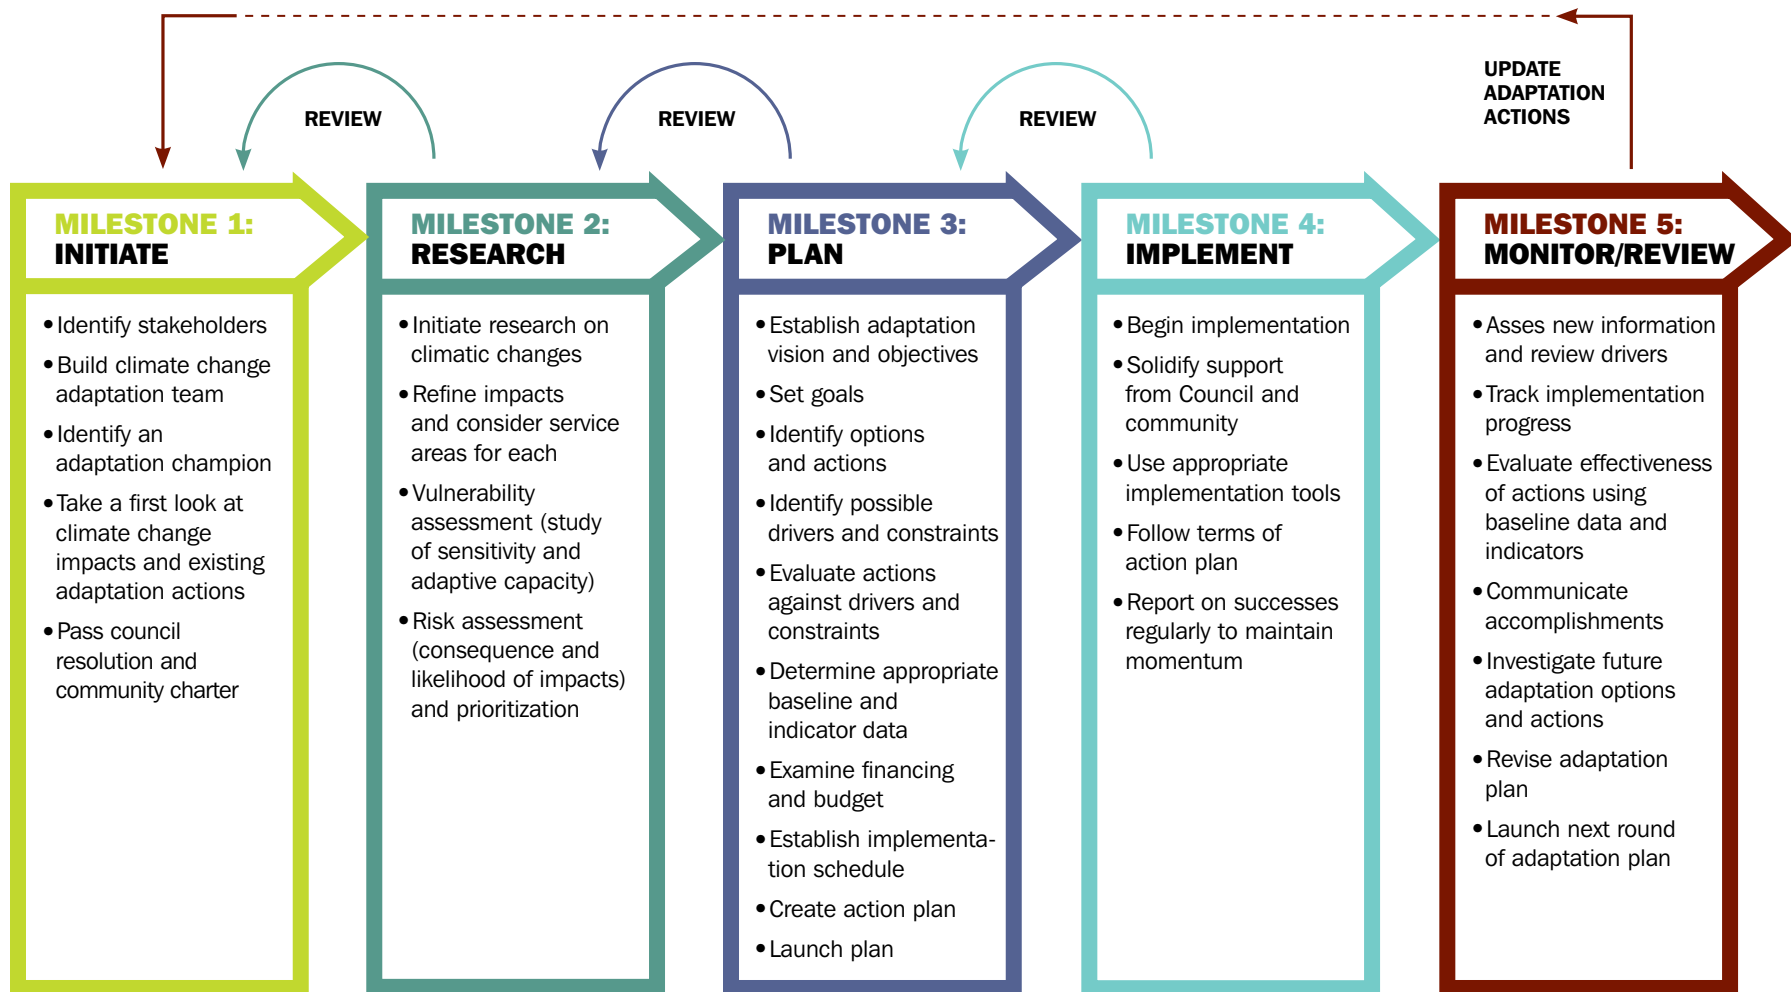 UPDATE
ADAPTATION
ACTIONS
REVIEW
REVIEW
REVIEW
MILESTONE 1:
INITIATE
• Identify stakeholders
• Build climate change
adaptation team
• Identify an
adaptation champion
• Take a first look at
climate change
impacts and existing
adaptation actions
• Pass council
resolution and
community charter
MILESTONE 2:
RESEARCH
• Initiate research on
climatic changes
• Refine impacts
and consider service
areas for each
• Vulnerability
assessment (study
of sensitivity and
adaptive capacity)
• Risk assessment
(consequence and
likelihood of impacts)
and prioritization
MILESTONE 3:
PLAN
• Establish adaptation
vision and objectives
• Set goals
• Identify options
and actions
• Identify possible
drivers and constraints
• Evaluate actions
against drivers and
constraints
• Determine appropriate
baseline and
indicator data
• Examine financing
and budget
• Establish implementa-
tion schedule
• Create action plan
• Launch plan
MILESTONE 4:
IMPLEMENT
• Begin implementation
• Solidify support
from Council and
community
• Use appropriate
implementation tools
• Follow terms of
action plan
• Report on successes
regularly to maintain
momentum
MILESTONE 5:
MONITOR/REVIEW
• Asses new information
and review drivers
• Track implementation
progress
• Evaluate effectiveness
of actions using
baseline data and
indicators
• Communicate
accomplishments
• Investigate future
adaptation options
and actions
• Revise adaptation
plan
• Launch next round
of adaptation plan